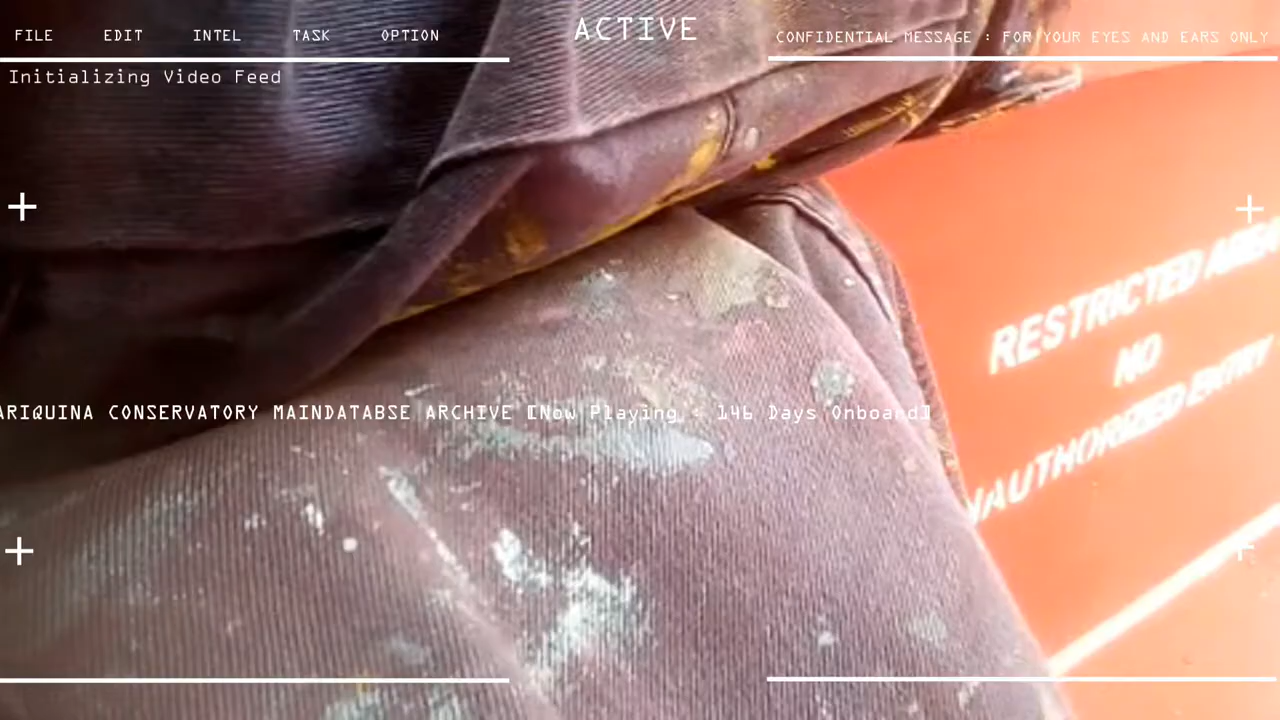 FILE EDIT INTEL TASK OPTION
ACTIVE
CONFIDENTIAL MESSAGE : FOR YOUR EYES AND EARS ONLY
Initializing Video Feed
RESTRICTED AREA
NO
UNAUTHORIZED ENTRY
ARIQUINA CONSERVATORY MAINDATABSE ARCHIVE [Now Playing : 146 Days Onboard]